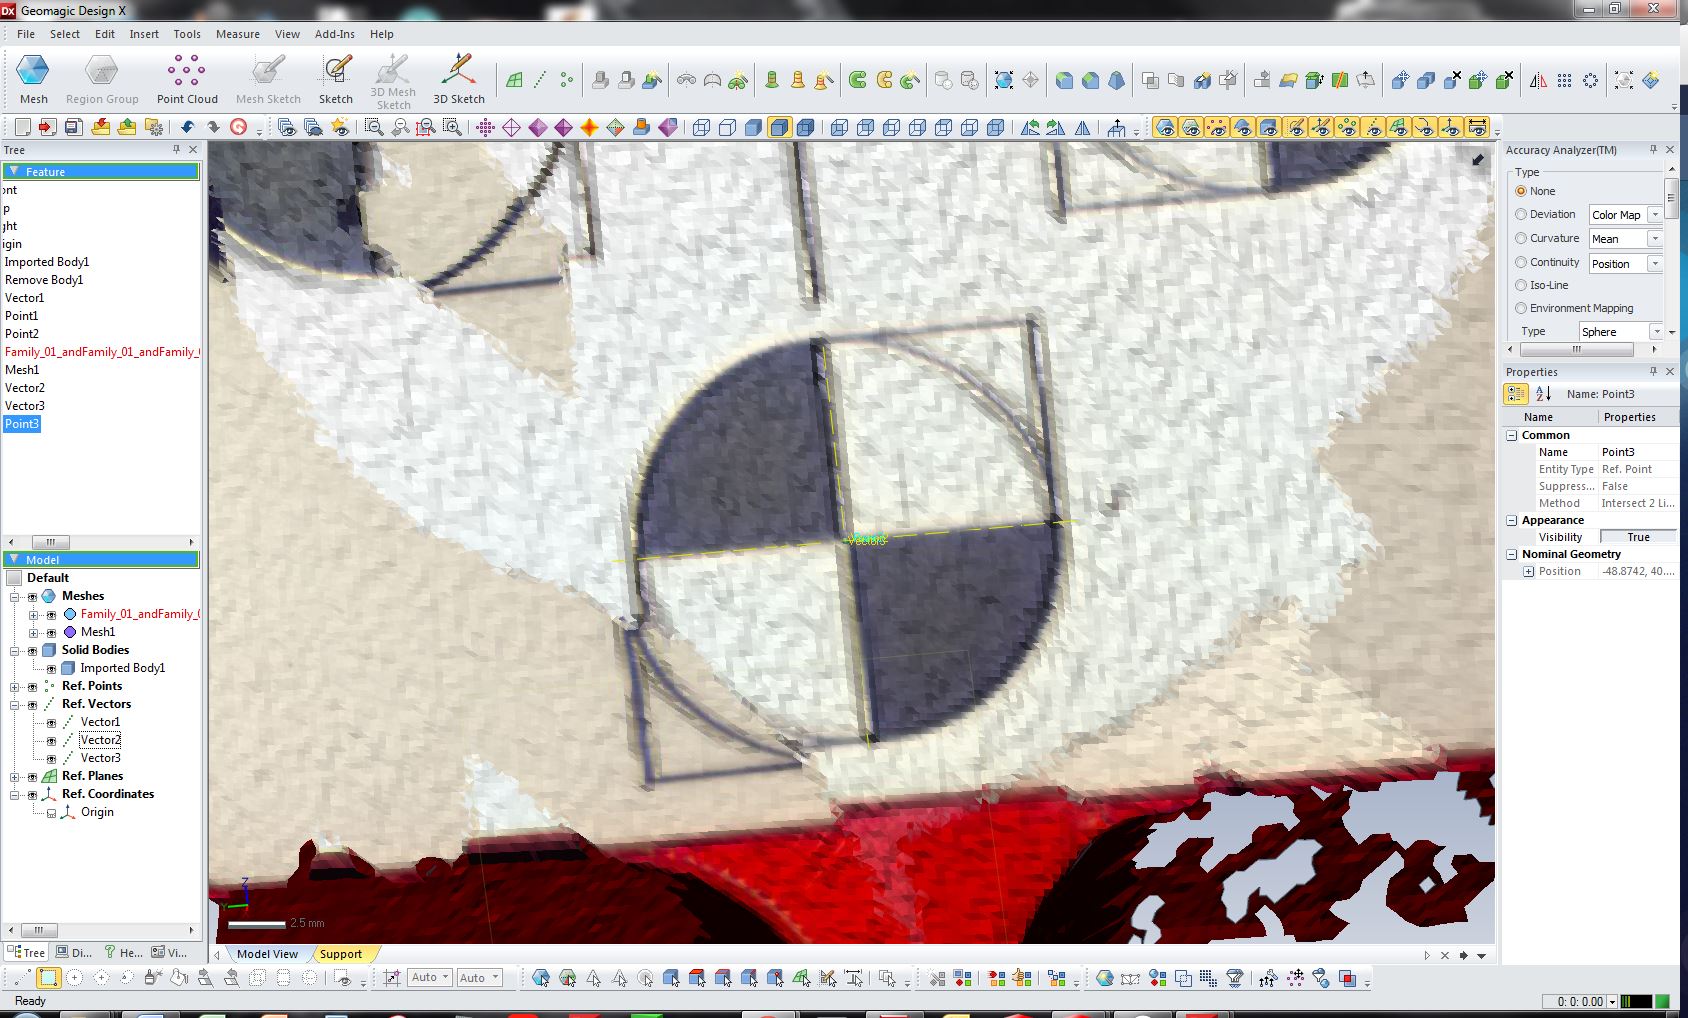 DX Geomagic Design X
File Select Edit Insert Tools Measure View Add-Ins Help
Mesh Region Group Point Cloud Mesh Sketch Sketch 3D Mesh Sketch 3D Sketch
Tree
Feature
ont
p
ght
igin
Imported Body1
Remove Body1
Vector1
Point1
Point2
Family_01_andFamily_01_andFamily_
Mesh1
Vector2
Vector3
Point3
Model
Default
Meshes
Family_01_andFamily_
Mesh1
Solid Bodies
Imported Body1
Ref. Points
Ref. Vectors
Vector1
Vector2
Vector3
Ref. Planes
Ref. Coordinates
Origin
Tree Di... He... Vi...
Vector3
Z
Y
2.5 mm
Model View Support
Accuracy Analyzer(TM)
Type
None
Deviation Color Map
Curvature Mean
Continuity Position
Iso-Line
Environment Mapping
Type Sphere
Properties
Name: Point3
Name Properties
Common
Name Point3
Entity Type Ref. Point
Suppress... False
Method Intersect 2 Li...
Appearance
Visibility True
Nominal Geometry
Position -48.8742, 40....
Auto Auto
Ready
0: 0: 0.00